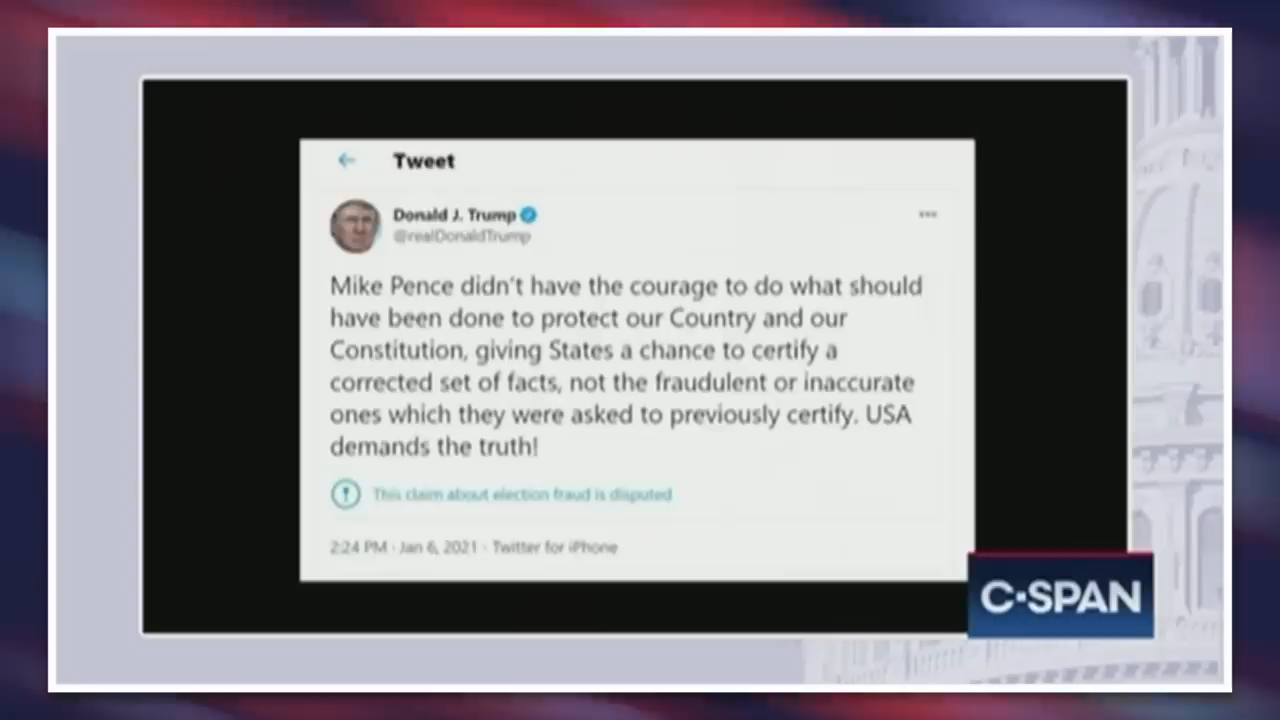 Tweet
Donald J. Trump
@realDonaldTrump
Mike Pence didn't have the courage to do what should
have been done to protect our Country and our
Constitution, giving States a chance to certify a
corrected set of facts, not the fraudulent or inaccurate
ones which they were asked to previously certify. USA
demands the truth!
This claim about election fraud is disputed
2:24 PM · Jan 6, 2021 · Twitter for iPhone
C·SPAN